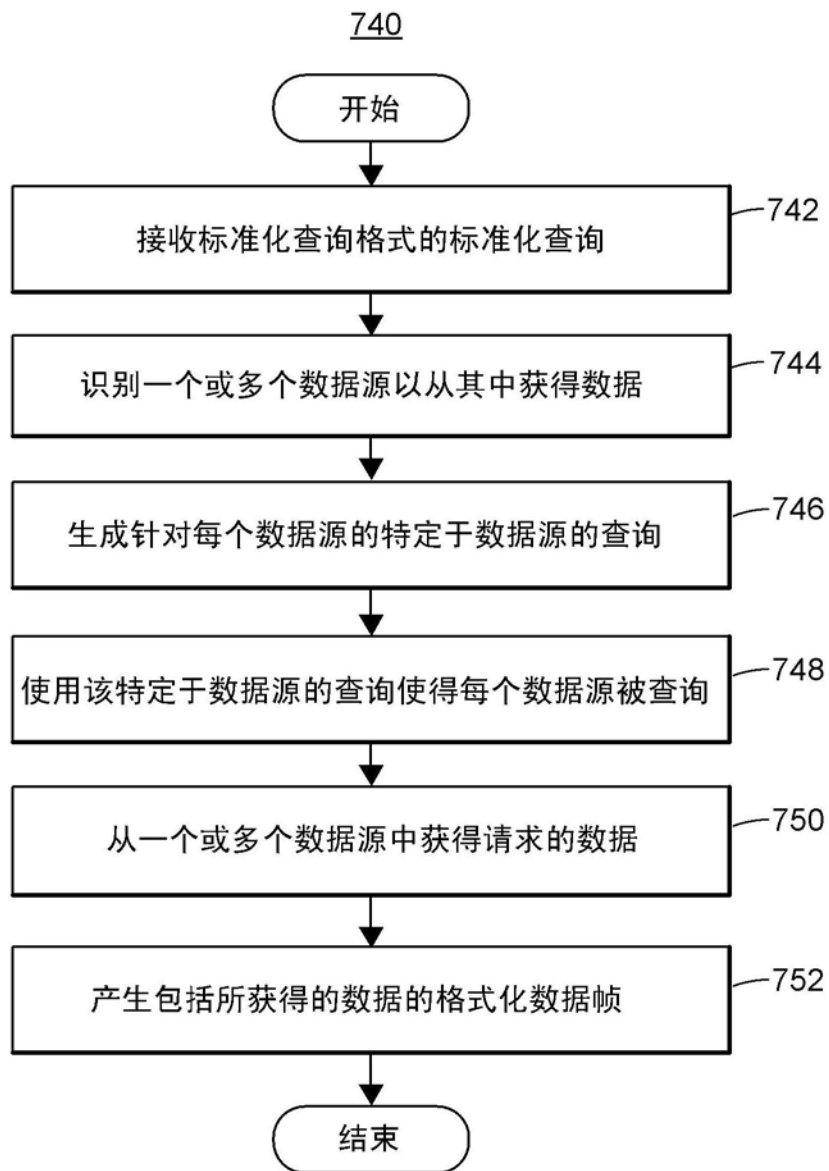 740
开始
接收标准化查询格式的标准化查询
742
识别一个或多个数据源以从其中获得数据
744
生成针对每个数据源的特定于数据源的查询
746
使用该特定于数据源的查询使得每个数据源被查询
748
从一个或多个数据源中获得请求的数据
750
产生包括所获得的数据的格式化数据帧
752
结束